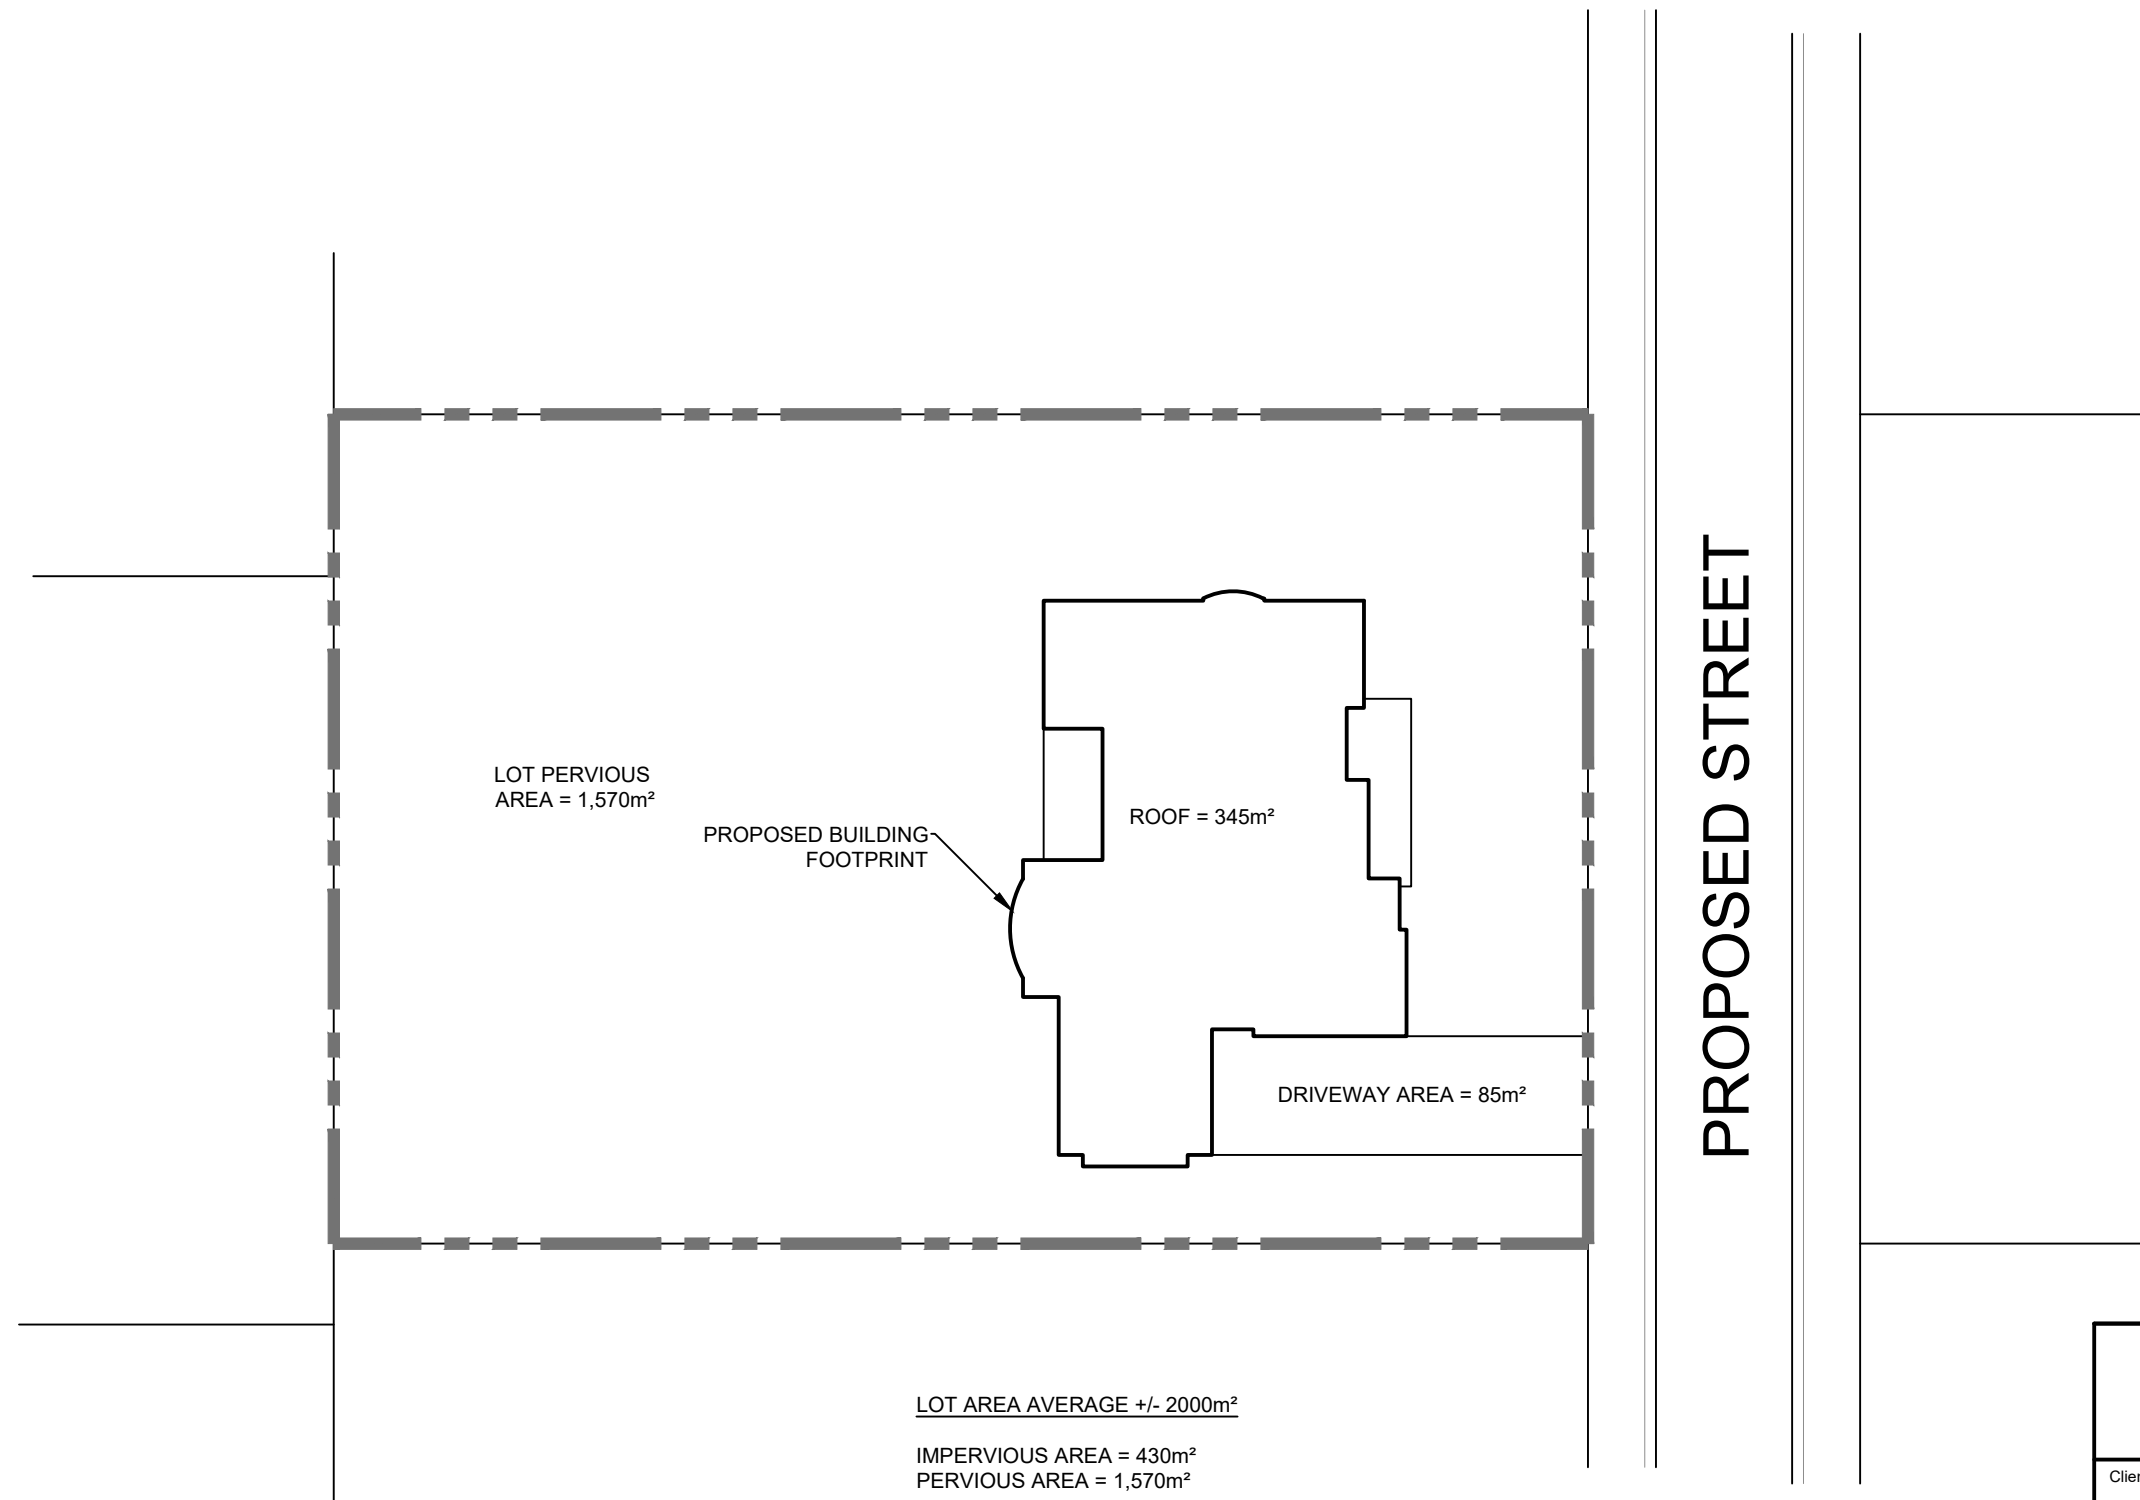 LOT PERVIOUS
AREA = 1,570m²
PROPOSED BUILDING
FOOTPRINT
ROOF = 345m²
DRIVEWAY AREA = 85m²
PROPOSED STREET
LOT AREA AVERAGE +/- 2000m²
IMPERVIOUS AREA = 430m²
PERVIOUS AREA = 1,570m²